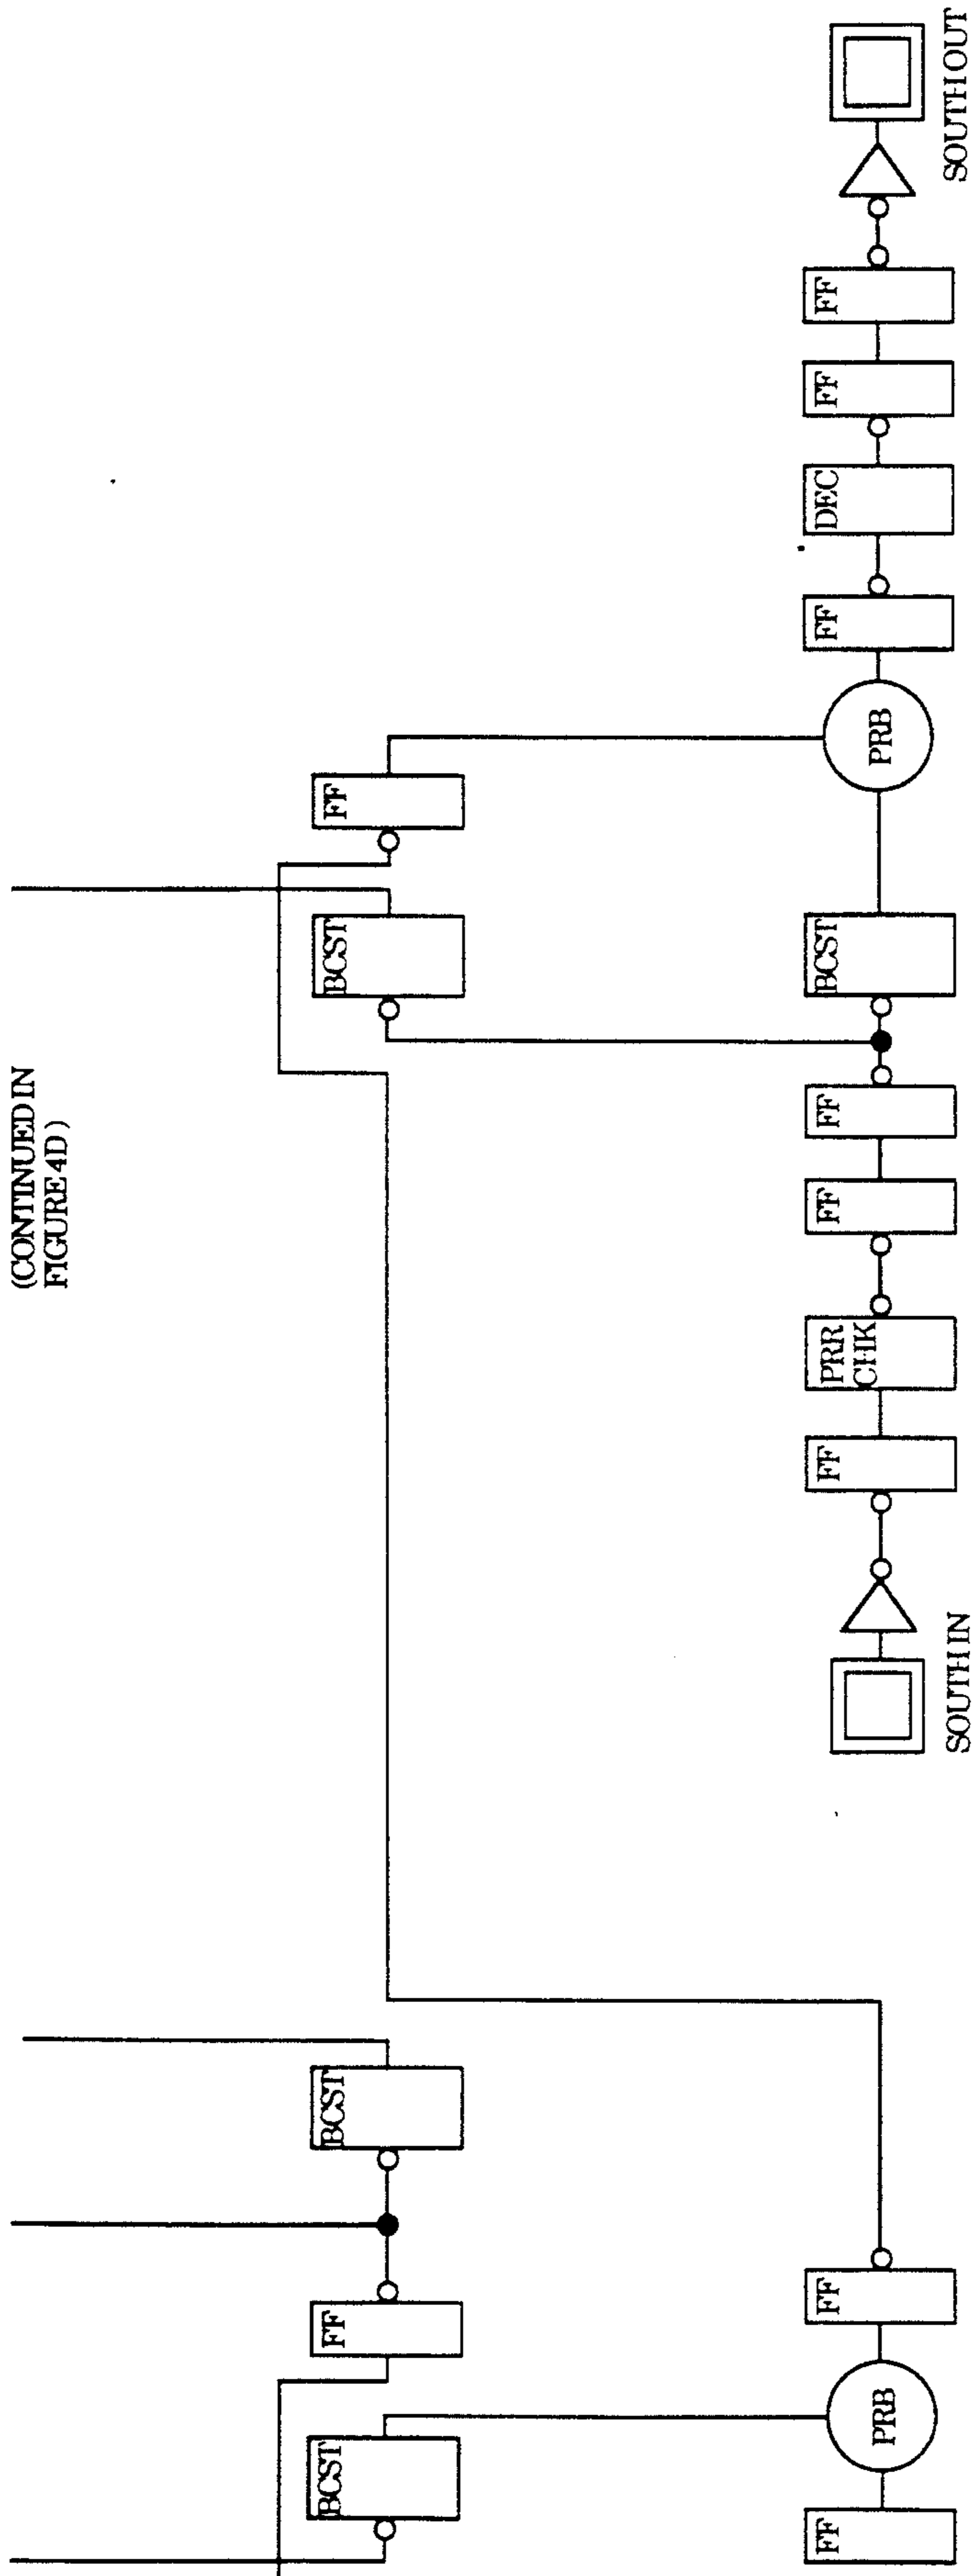 (CONTINUED IN
FIGURE 4D)
BCST
FF
BCST
BCST
FF
FF
PRB
FF
FF
PRR
CHK
FF
FF
BCST
PRB
FF
DEC
FF
FF
SOUTH IN
SOUTH OUT